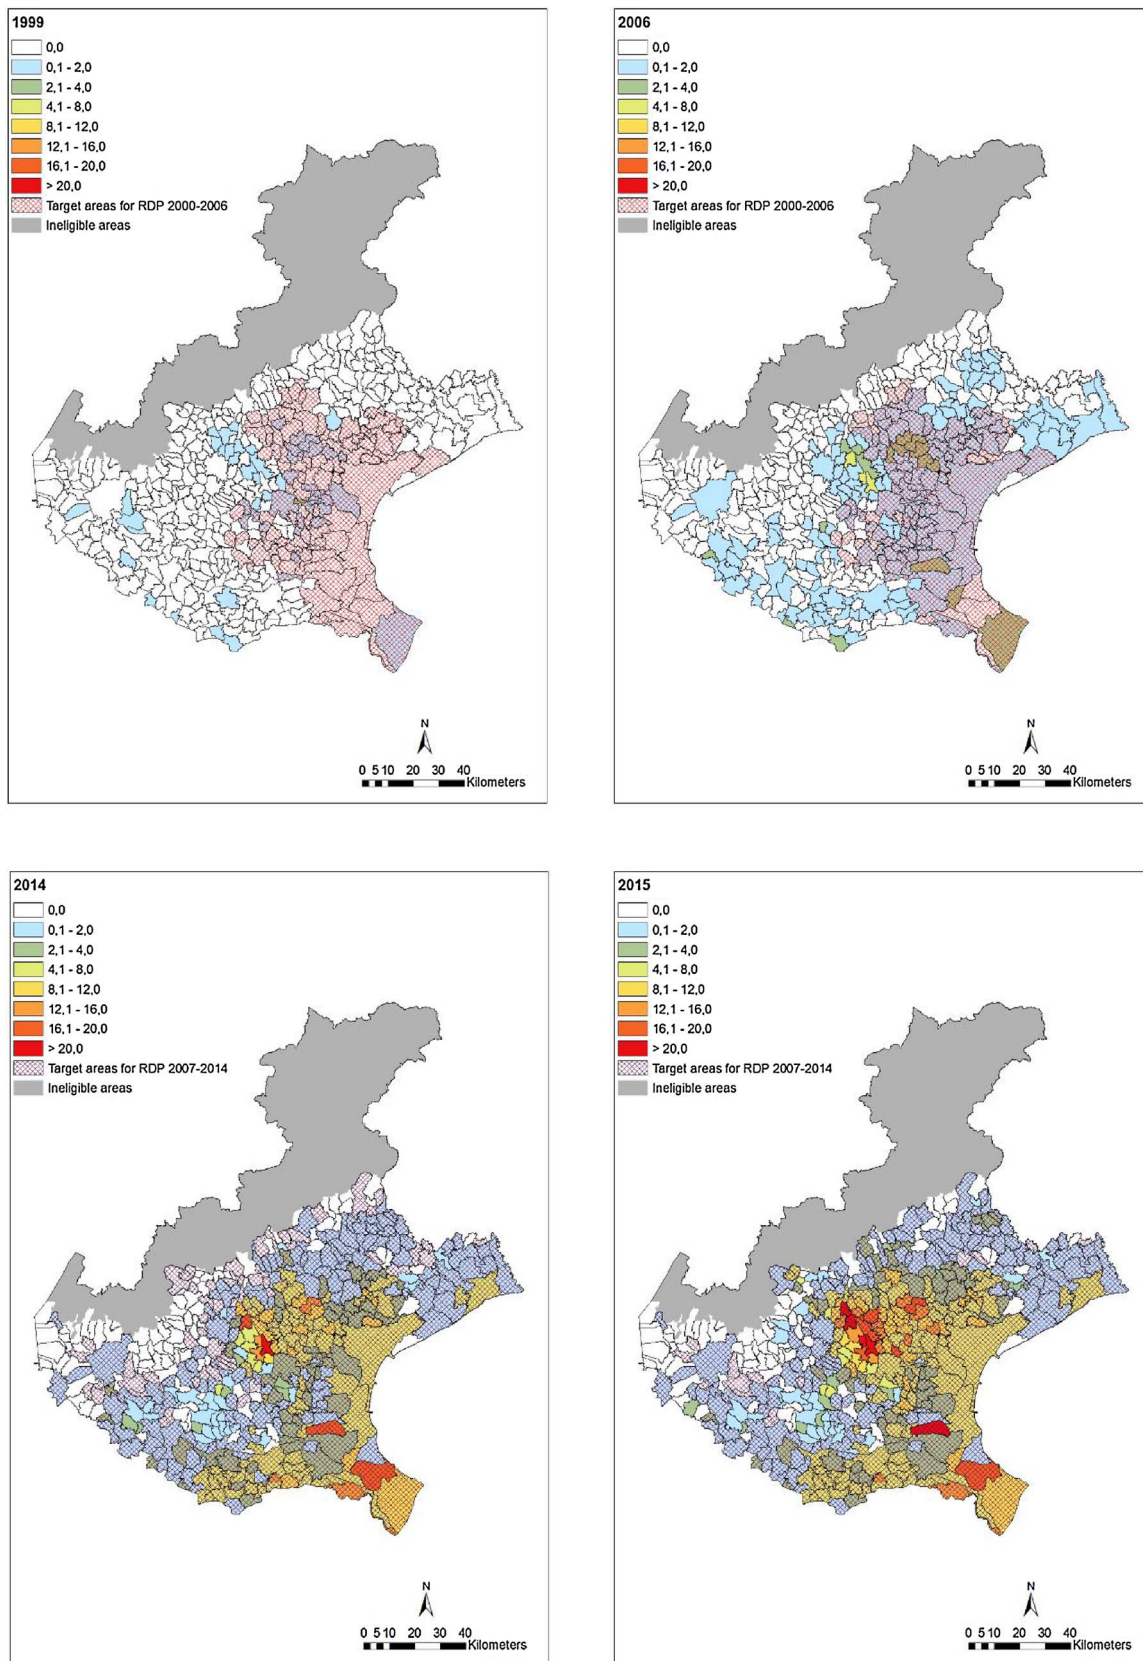 1999
0,0
0,1 - 2,0
2,1 - 4,0
4,1 - 8,0
8,1 - 12,0
12,1 - 16,0
16,1 - 20,0
> 20,0
Target areas for RDP 2000-2006
Ineligible areas
N
0 5 10 20 30 40
Kilometers
2006
0,0
0,1 - 2,0
2,1 - 4,0
4,1 - 8,0
8,1 - 12,0
12,1 - 16,0
16,1 - 20,0
> 20,0
Target areas for RDP 2000-2006
Ineligible areas
N
0 5 10 20 30 40
Kilometers
2014
0,0
0,1 - 2,0
2,1 - 4,0
4,1 - 8,0
8,1 - 12,0
12,1 - 16,0
16,1 - 20,0
> 20,0
Target areas for RDP 2007-2014
Ineligible areas
N
0 5 10 20 30 40
Kilometers
2015
0,0
0,1 - 2,0
2,1 - 4,0
4,1 - 8,0
8,1 - 12,0
12,1 - 16,0
16,1 - 20,0
> 20,0
Target areas for RDP 2007-2014
Ineligible areas
N
0 5 10 20 30 40
Kilometers